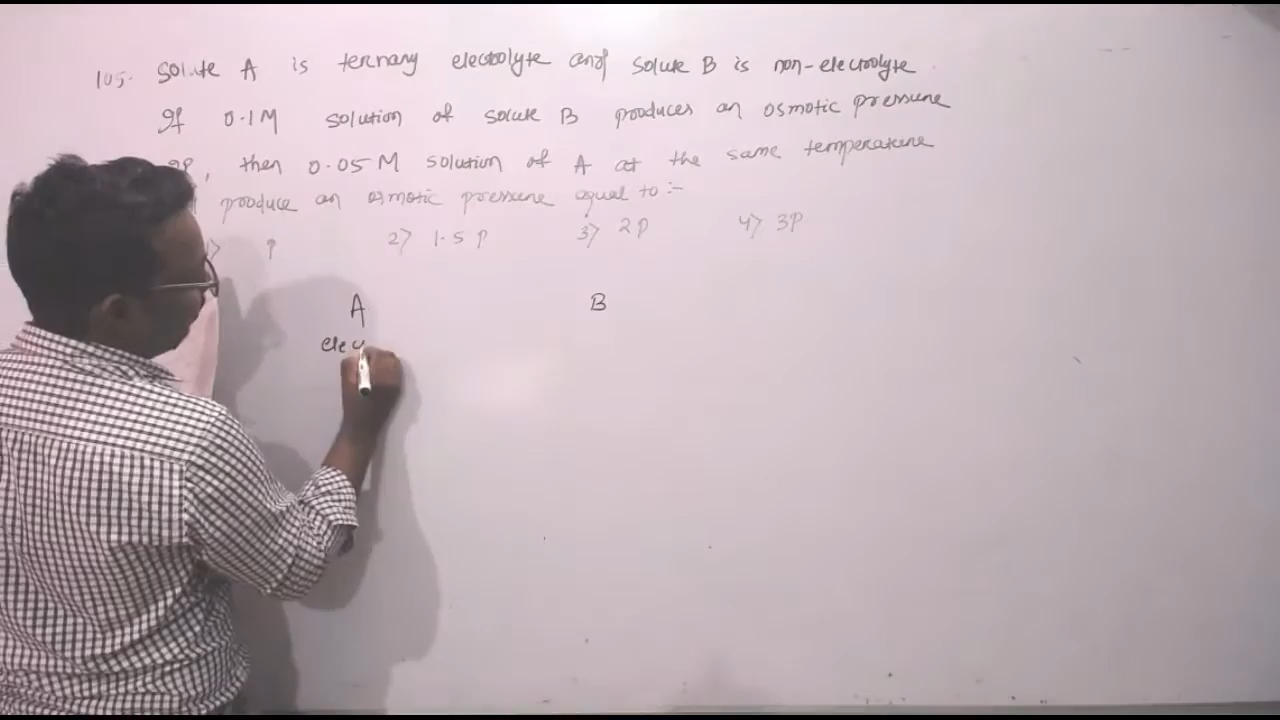 105. Solute A is ternary electrolyte and solute B is non-electrolyte.
If 0.1M solution of solute B produces an osmotic pressure
, then 0.05 M solution of A at the same temperature
produce an osmotic pressure equal to :-
> P 2> 1.5 P 3> 2P 4> 3P
A B
elec